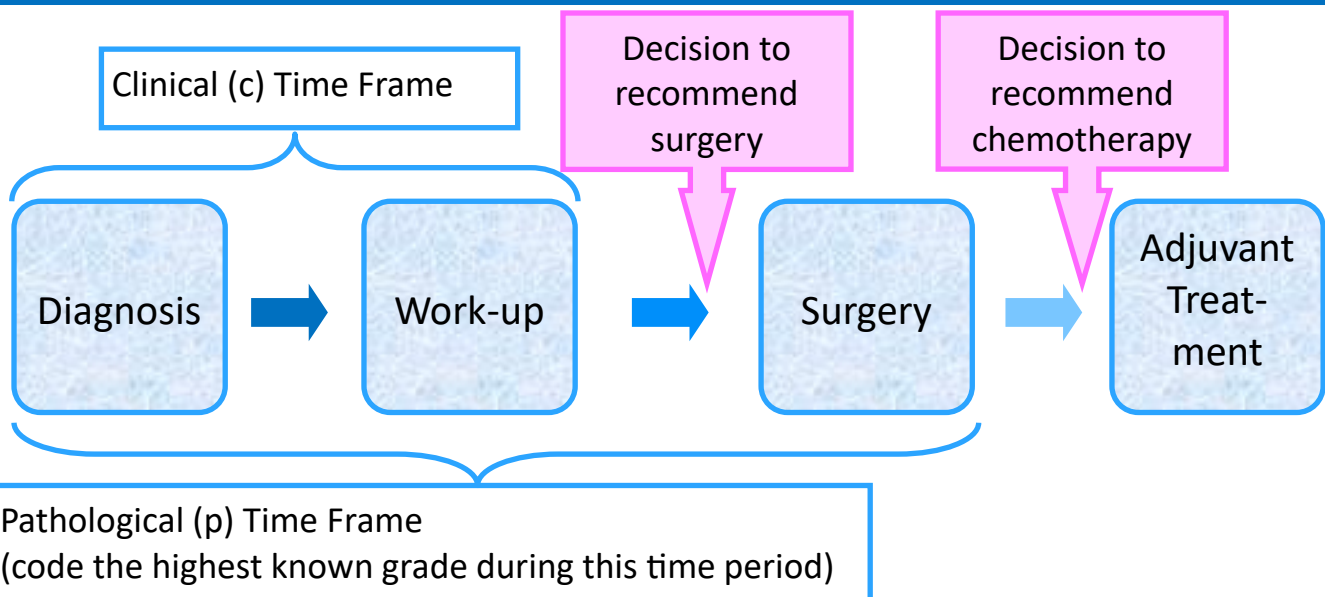 Clinical (c) Time Frame
Decision to
recommend
surgery
Decision to
recommend
chemotherapy
Diagnosis
Work-up
Surgery
Adjuvant
Treat-
ment
Pathological (p) Time Frame
(code the highest known grade during this time period)